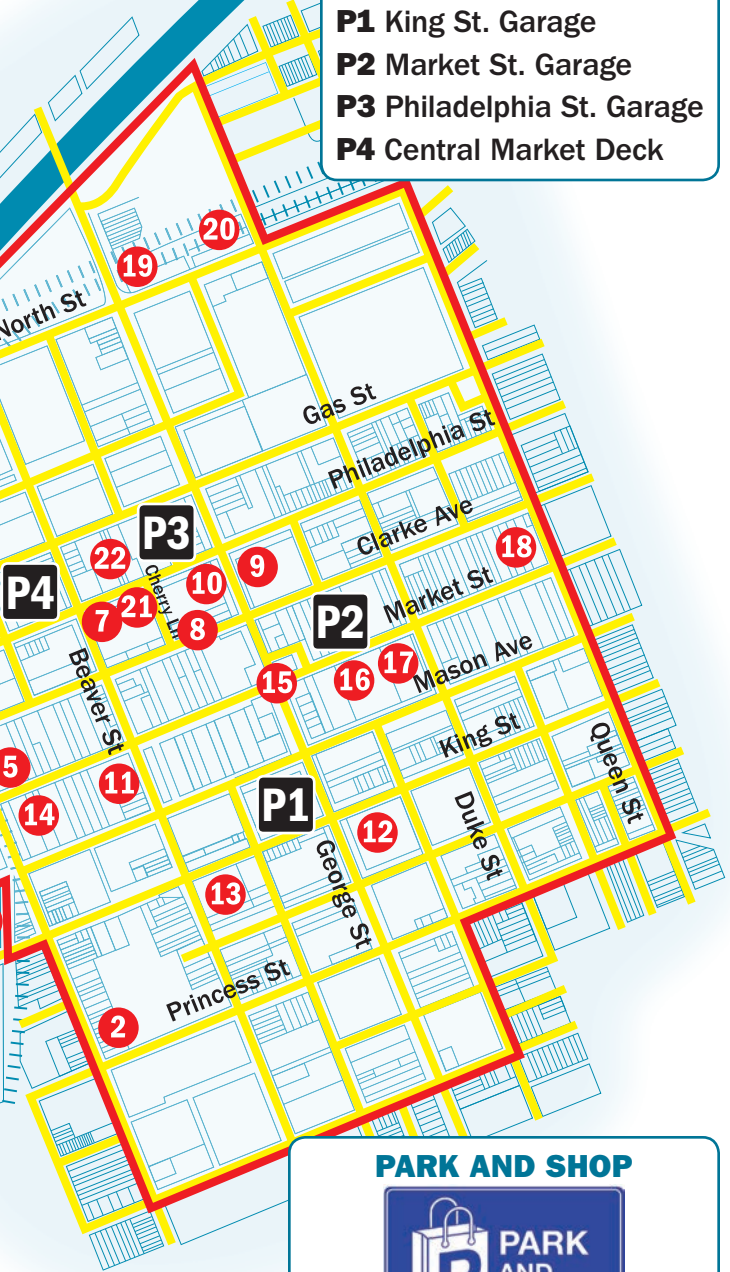 P1 King St. Garage
P2 Market St. Garage
P3 Philadelphia St. Garage
P4 Central Market Deck
20
19
North St
Gas St
Philadelphia St
Clarke Ave
18
P3
22
9
10
Cherry Ln
P4
21
7
8
P2
Market St
Mason Ave
17
16
15
Beaver St
King St
Queen St
5
11
14
P1
12
Duke St
George St
13
Princess St
2
PARK AND SHOP
PARK
AND